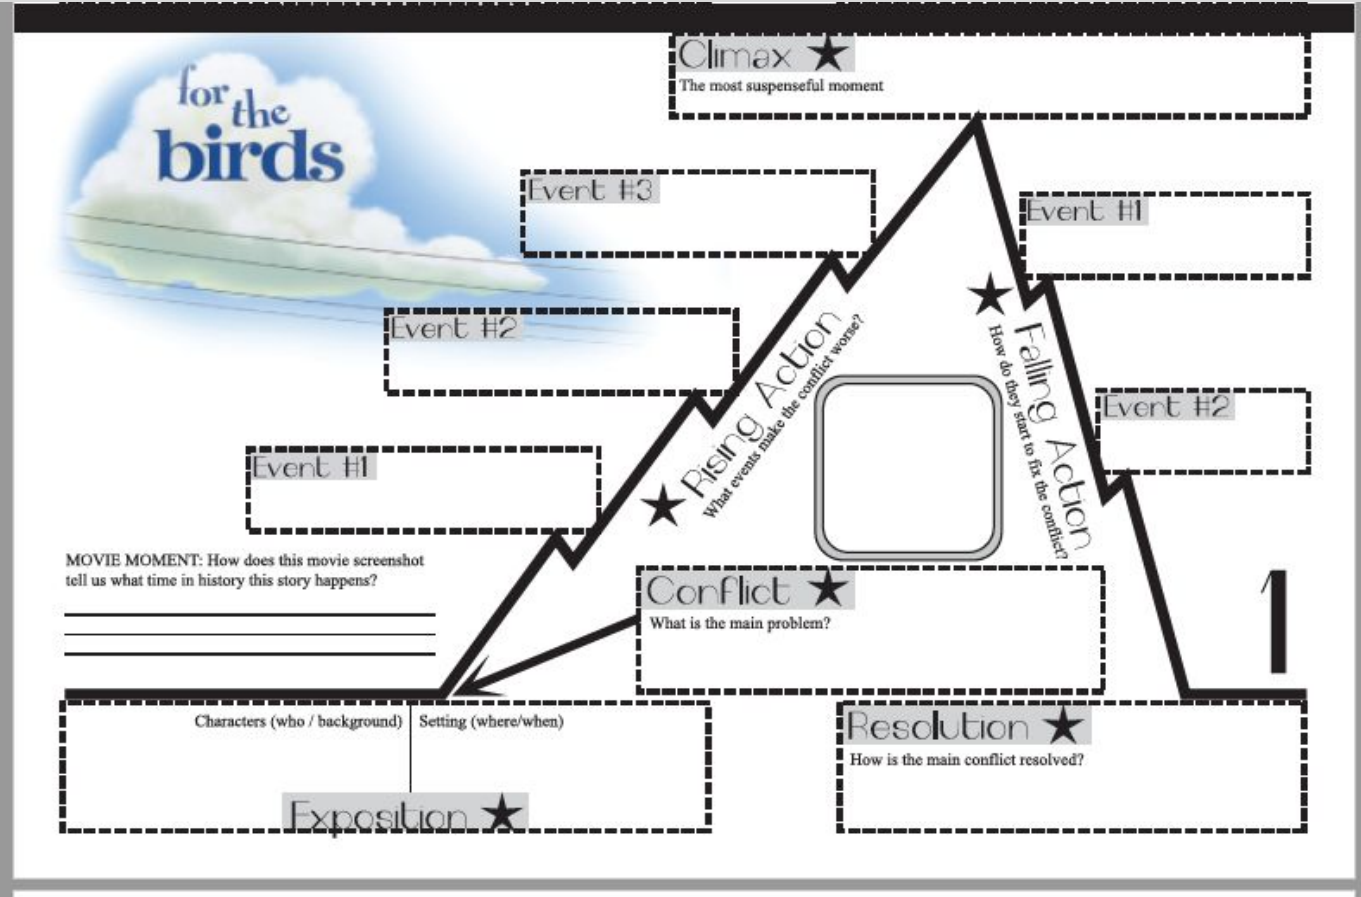 for
the
birds
Climax
The most suspenseful moment
Event #3
Event #1
Event #2
Rising Action
What events make the conflict worse?
Falling Action
How do they start to fix the conflict?
Event #2
Event #1
MOVIE MOMENT: How does this movie screenshot
tell us what time in history this story happens?
Conflict
What is the main problem?
1
Characters (who / background)
Setting (where/when)
Exposition
Resolution
How is the main conflict resolved?